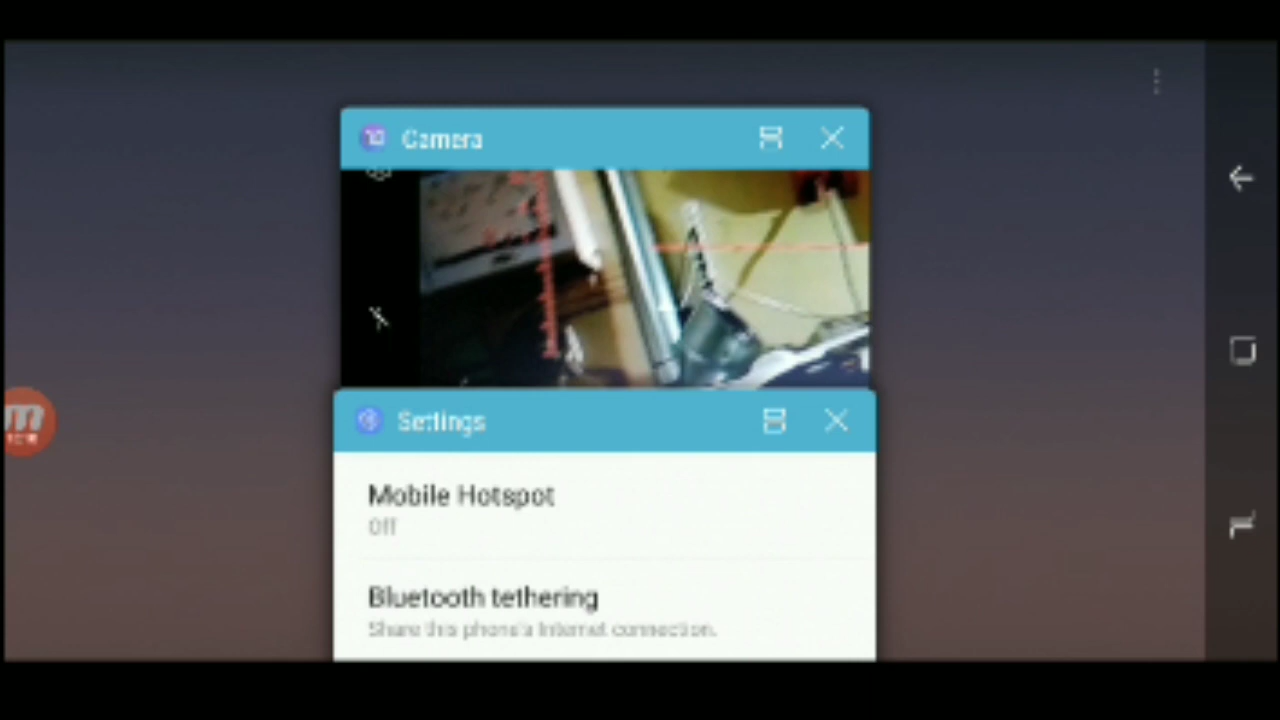 Camera
Settings
Mobile Hotspot
Off
Bluetooth tethering
Share this phone's Internet connection.